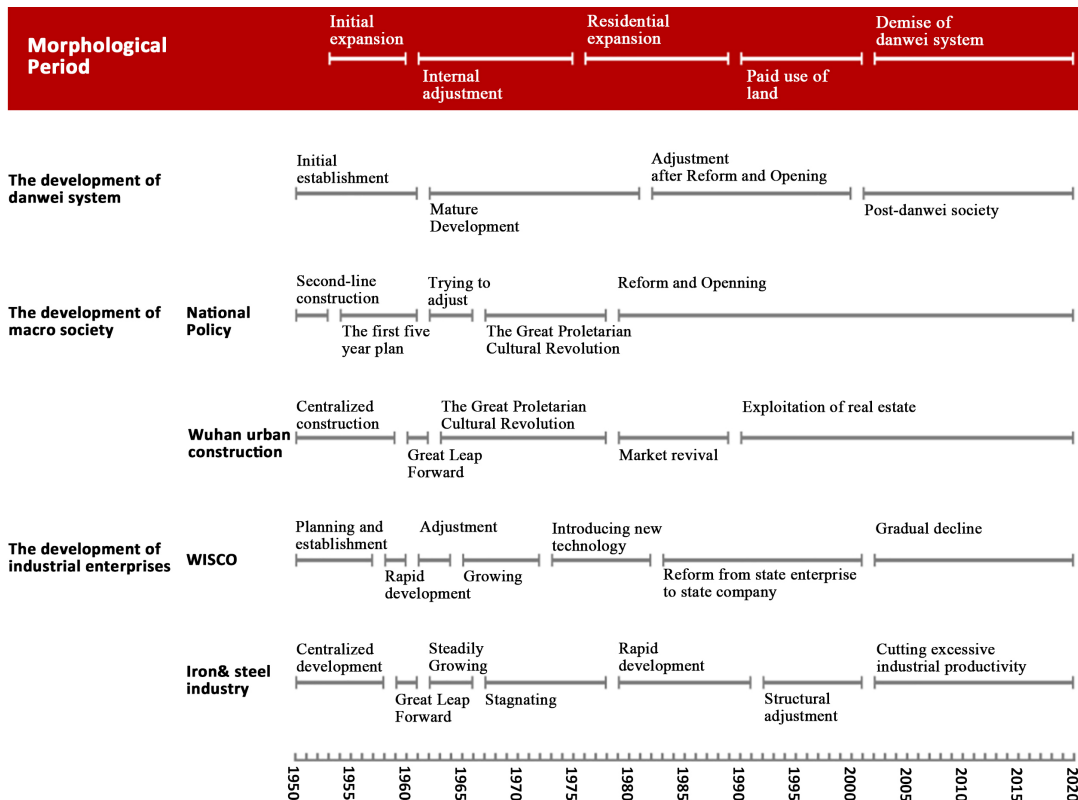 Morphological
Period
Initial
expansion
Internal
adjustment
Residential
expansion
Paid use of
land
Demise of
danwei system
The development of
danwei system
Initial
establishment
Mature
Development
Adjustment
after Reform and Opening
Post-danwei society
The development of
macro society
National
Policy
Second-line
construction
The first five
year plan
Trying to
adjust
The Great Proletarian
Cultural Revolution
Reform and Openning
Wuhan urban
construction
Centralized
construction
Great Leap
Forward
The Great Proletarian
Cultural Revolution
Market revival
Exploitation of real estate
The development of
industrial enterprises
WISCO
Planning and
establishment
Rapid
development
Adjustment
Growing
Introducing new
technology
Reform from state enterprise
to state company
Gradual decline
Iron& steel
industry
Centralized
development
Great Leap
Forward
Steadily
Growing
Stagnating
Rapid
development
Structural
adjustment
Cutting excessive
industrial productivity
1950
1955
1960
1965
1970
1975
1980
1985
1990
1995
2000
2005
2010
2015
2020